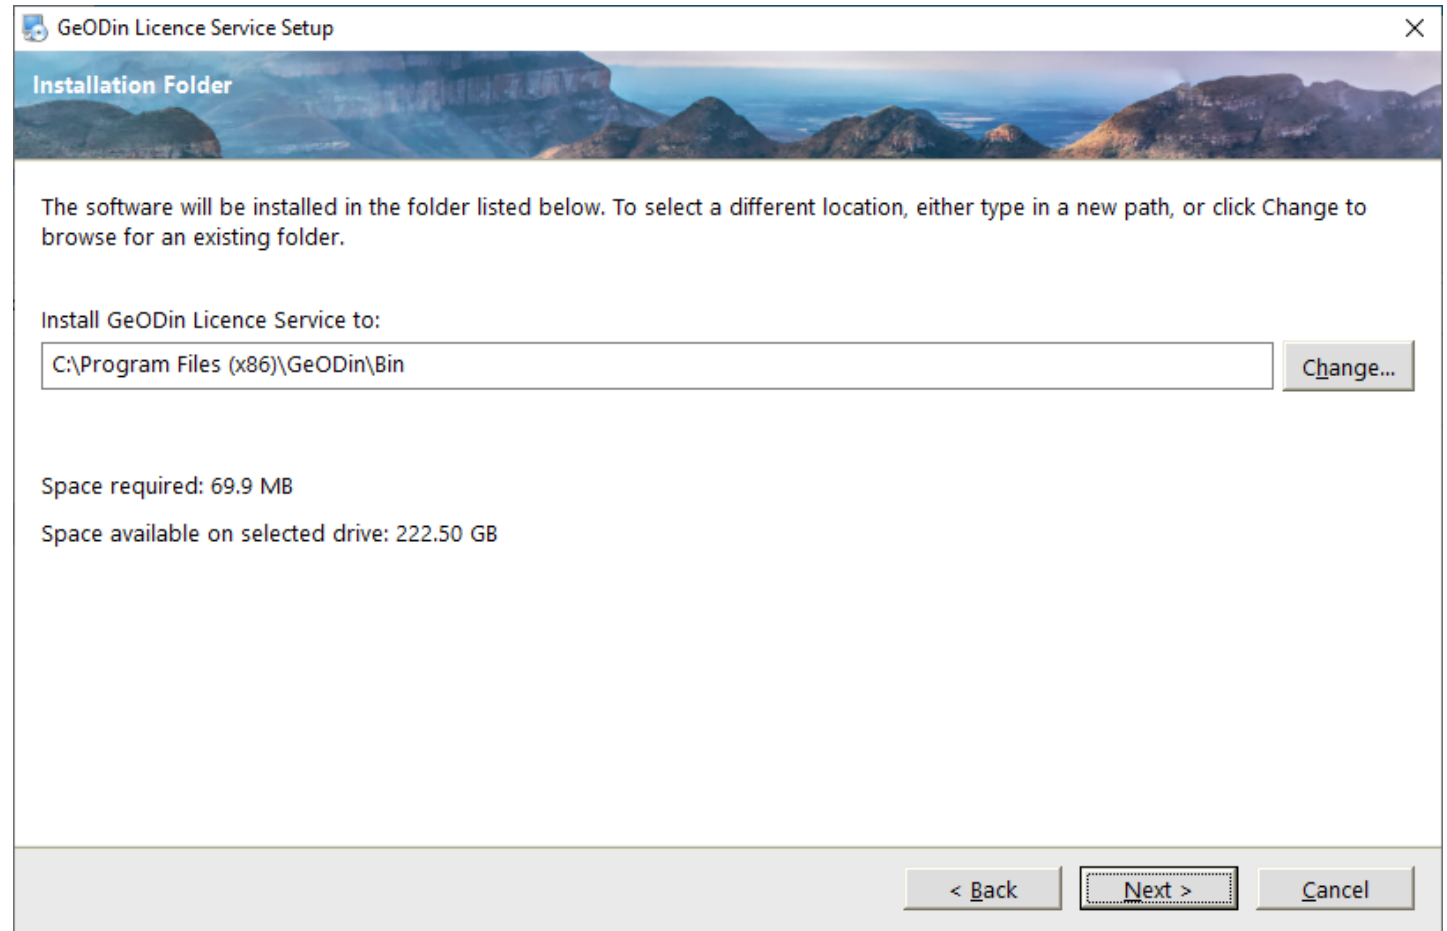 GeODin Licence Service Setup
Installation Folder
The software will be installed in the folder listed below. To select a different location, either type in a new path, or click Change to
browse for an existing folder.
Install GeODin Licence Service to:
C:\Program Files (x86)\GeODin\Bin
Change...
Space required: 69.9 MB
Space available on selected drive: 222.50 GB
< Back
Next >
Cancel